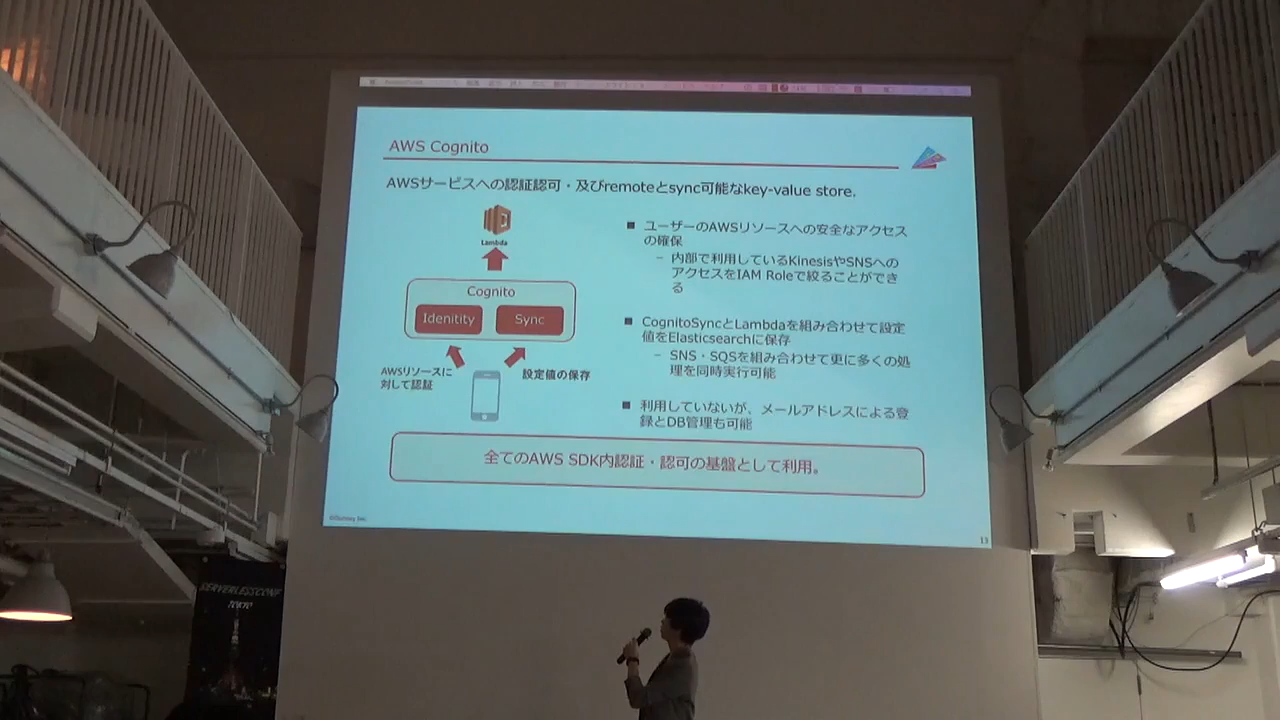 AWS Cognito
AWSサービスへの認証認可・及びremoteとsync可能なkey-value store.
Lambda
Cognito
Idenitity
Sync
AWSリソースに
対して認証
設定値の保存
■ ユーザーのAWSリソースへの安全なアクセス
の確保
– 内部で利用しているKinesisやSNSへの
アクセスをIAM Roleで絞ることができ
る
■ CognitoSyncとLambdaを組み合わせて設定
値をElasticsearchに保存
– SNS・SQSを組み合わせて更に多くの処
理を同時実行可能
■ 利用していないが、メールアドレスによる登
録とDB管理も可能
全てのAWS SDK内認証・認可の基盤として利用。
13
SERVERLESSCONF
TOKYO